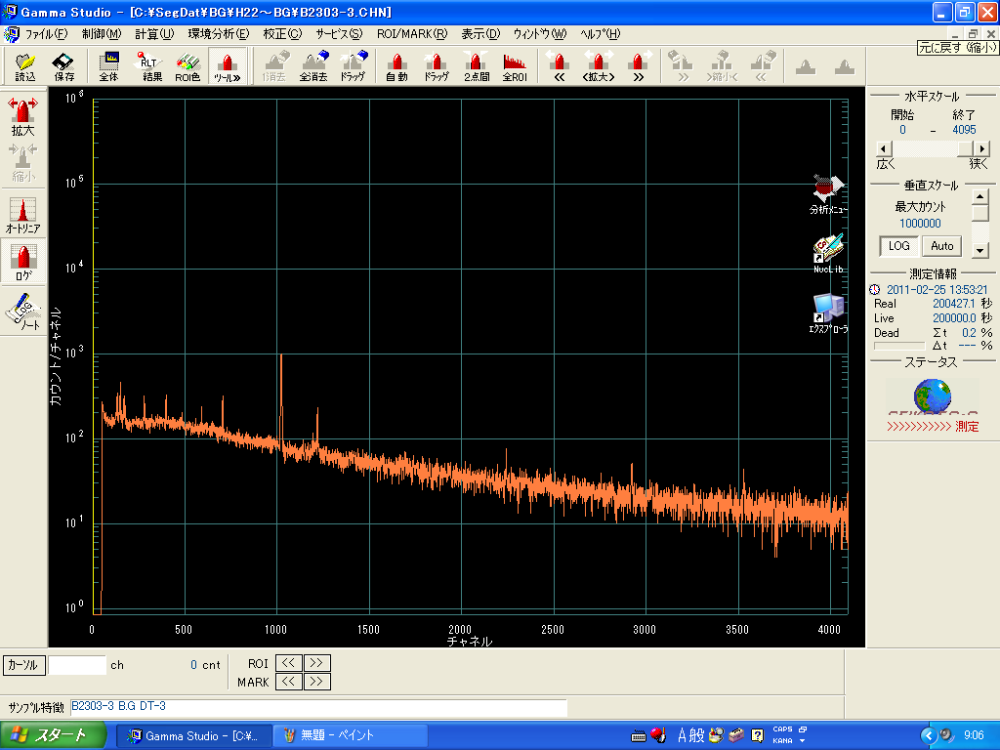 Gamma Studio - [C:¥SegDat¥BG¥H22～BG¥B2303-3.CHN]
ﾌｧｲﾙ(F) 制御(M) 計算(U) 環境分析(E) 校正(C) ｻｰﾋﾞｽ(S) ROI/MARK(R) 表示(D) ｳｨﾝﾄﾞｳ(W) ﾍﾙﾌﾟ(H)
元に戻す (縮小)
読込 保存 全体 結果 ROI色 ﾂｰﾙ» 1消去 全消去 ﾄﾞﾗｯｸﾞ 自動 ﾄﾞﾗｯｸﾞ 2点間 全ROI << <拡大> >> >> >縮小< <<
RLT
拡大
縮小
ｵｰﾄﾘﾆｱ
ﾛｸﾞ
ﾉｰﾄ
10 6
10 5
10 4
10 3
10 2
10 1
10 0
カウント/チャネル
0 500 1000 1500 2000 2500 3000 3500 4000
チャネル
分析ﾒﾆｭｰ
NucLib
ｴｸｽﾌﾟﾛｰﾗ
水平スケール
開始 終了
0 - 4095
広く 狭く
垂直スケール
最大カウント
1000000
LOG Auto
測定情報
2011-02-25 13:53:21
Real 200427.1 秒
Live 200000.0 秒
Dead Σt 0.2 %
Δt --- %
ステータス
>>>>>>>>>>> 測定
ｶｰｿﾙ ch 0 cnt ROI << >>
MARK << >>
サンプル特徴 B2303-3 B.G DT-3
スタート Gamma Studio - [C:¥... 無題 - ペイント A 般 CAPS KANA 9:06